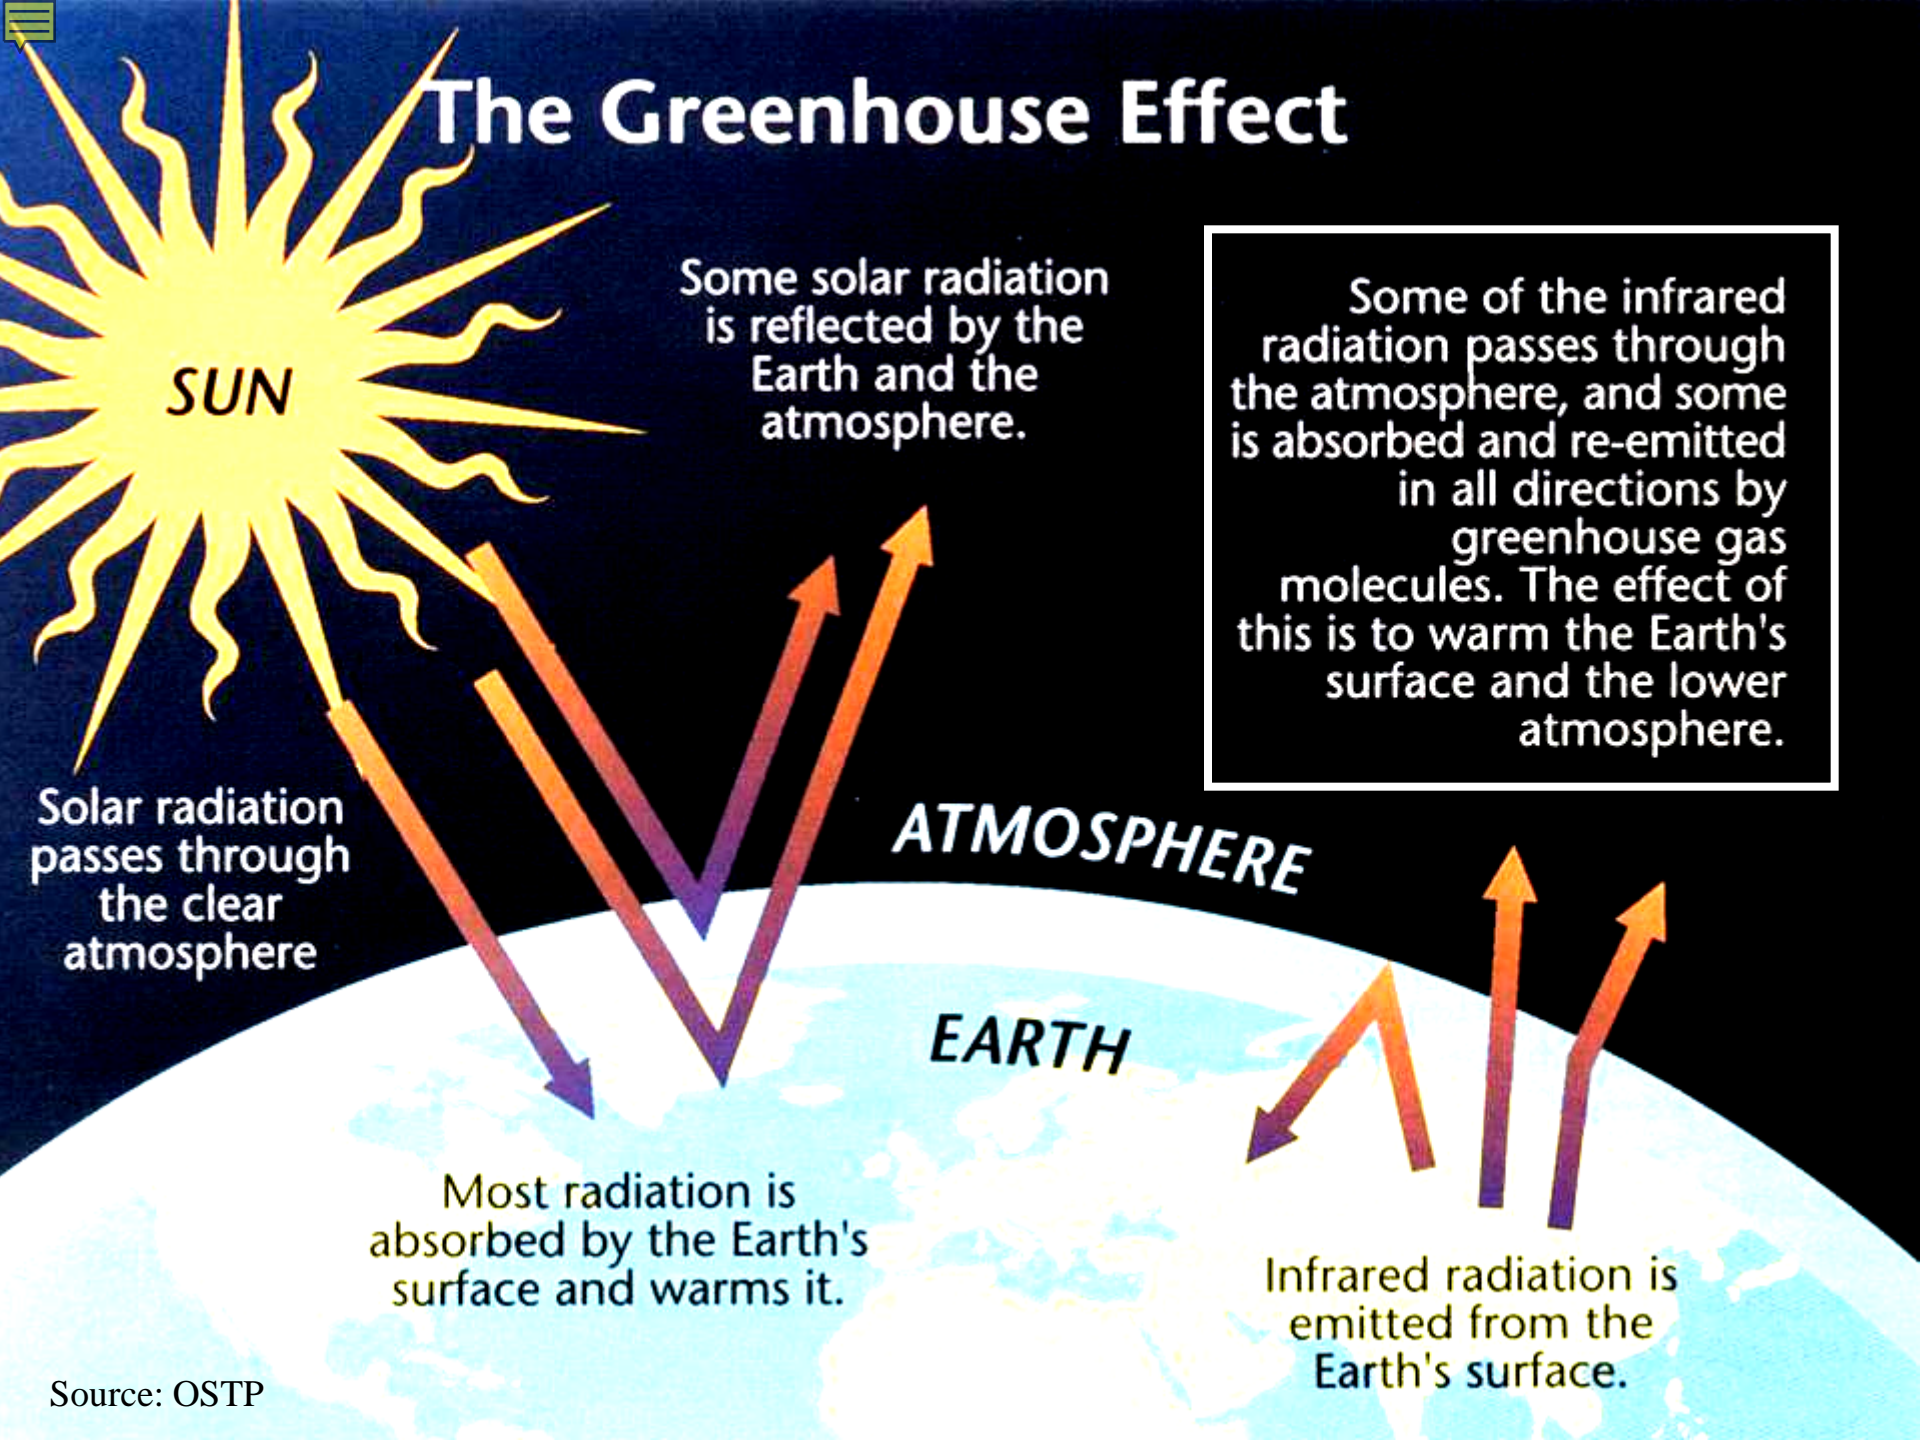 The Greenhouse Effect
SUN
Some solar radiation
is reflected by the
Earth and the
atmosphere.
Some of the infrared
radiation passes through
the atmosphere, and some
is absorbed and re-emitted
in all directions by
greenhouse gas
molecules. The effect of
this is to warm the Earth's
surface and the lower
atmosphere.
Solar radiation
passes through
the clear
atmosphere
ATMOSPHERE
EARTH
Most radiation is
absorbed by the Earth's
surface and warms it.
Infrared radiation is
emitted from the
Earth's surface.
Source: OSTP